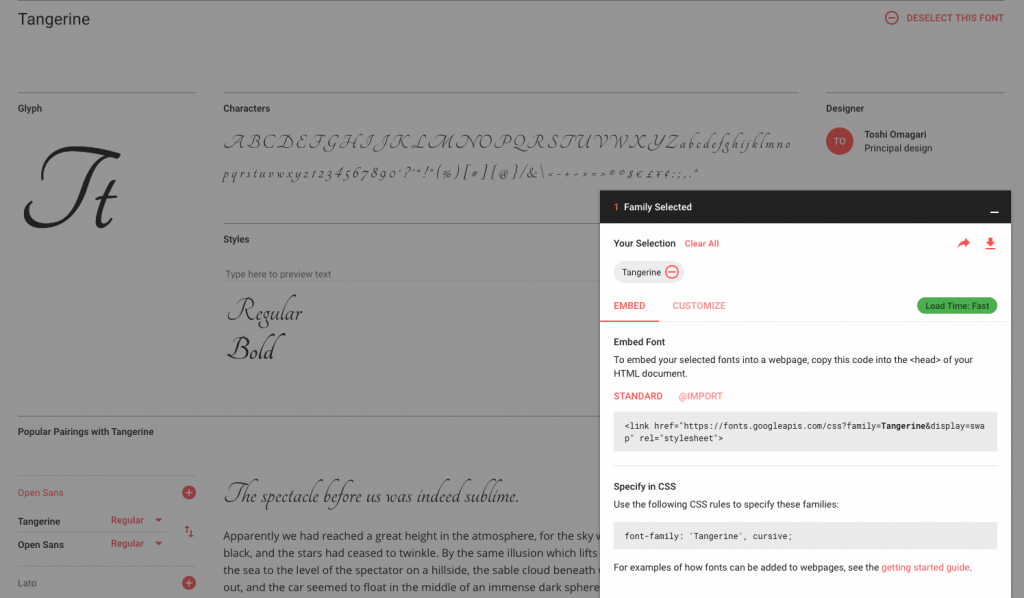 Tangerine
DESELECT THIS FONT
Glyph
Tt
Characters
A B C D E F G H I J K L M N O P Q R S T U V W X Y Z a b c d e f g h i j k l m n o
p q r s t u v w x y z 1 2 3 4 5 6 7 8 9 0 ‘ ? ’ “ ! ” ( % ) [ # ] { @ } / & \ < - + ÷ × = > ® © $ € £ ¥ ¢ : ; , . *
Designer
TO
Toshi Omagari
Principal design
Styles
Type here to preview text
Regular
Bold
Popular Pairings with Tangerine
Open Sans
Tangerine Regular
Open Sans Regular
Lato
The spectacle before us was indeed sublime.
Apparently we had reached a great height in the atmosphere, for the sky w
black, and the stars had ceased to twinkle. By the same illusion which lifts
the sea to the level of the spectator on a hillside, the sable cloud beneath
out, and the car seemed to float in the middle of an immense dark sphere
1 Family Selected
Your Selection Clear All
Tangerine
EMBED CUSTOMIZE Load Time: Fast
Embed Font
To embed your selected fonts into a webpage, copy this code into the <head> of your
HTML document.
STANDARD @IMPORT
<link href="https://fonts.googleapis.com/css?family=Tangerine&display=swa
p" rel="stylesheet">
Specify in CSS
Use the following CSS rules to specify these families:
font-family: 'Tangerine', cursive;
For examples of how fonts can be added to webpages, see the getting started guide.